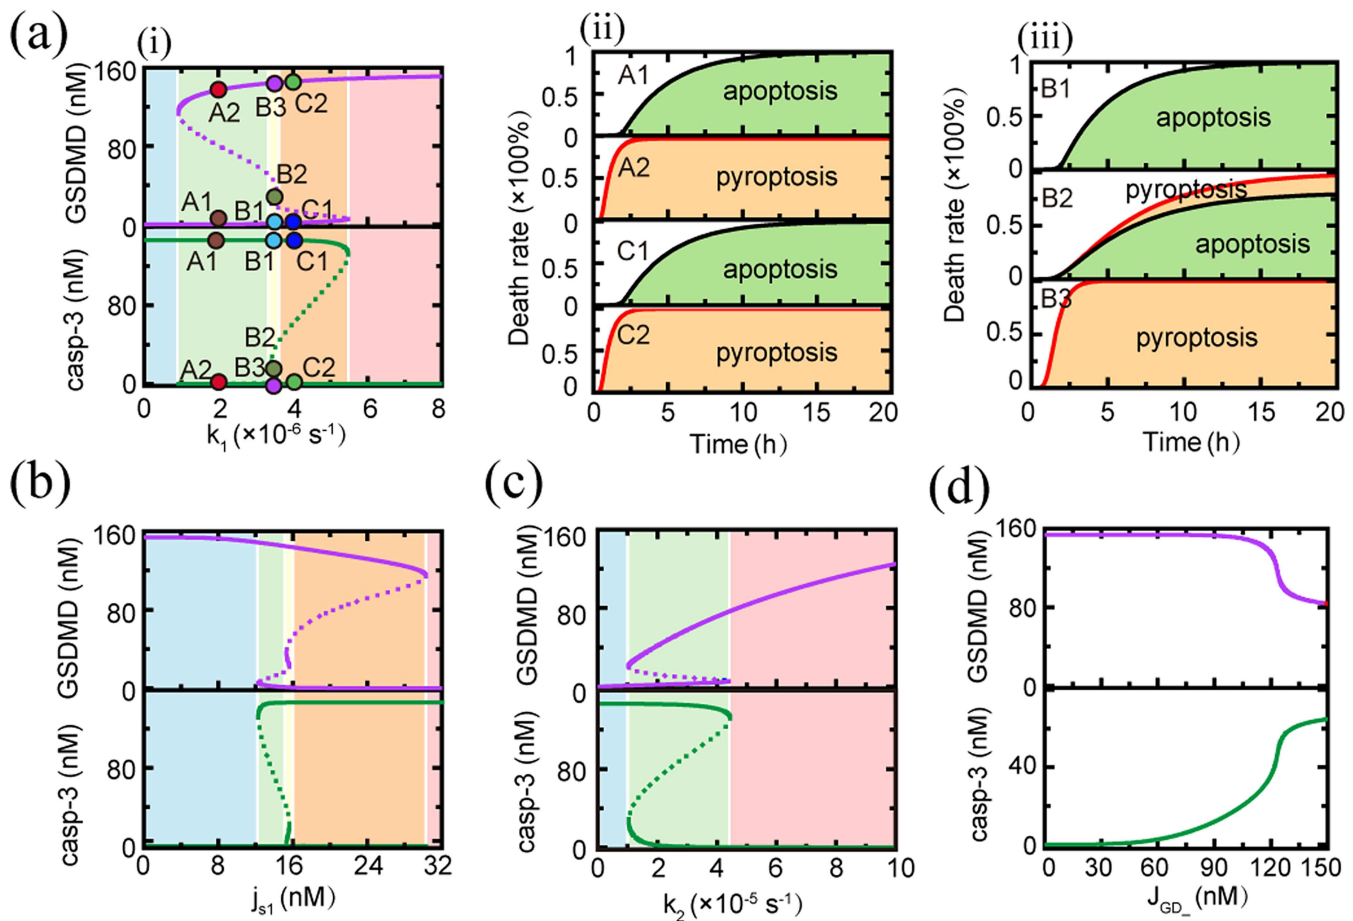 (a)
(i)
160
80
0
GSDMD (nM)
A2
B3
C2
B2
A1
B1
C1
80
0
casp-3 (nM)
A1
B1
C1
B2
A2
B3
C2
0
2
4
6
8
k1 (×10-6 s-1)
(ii)
Death rate (×100%)
1
0.5
0
A1
apoptosis
0.5
0
A2
pyroptosis
0.5
0
C1
apoptosis
0.5
0
C2
pyroptosis
0
5
10
15
20
Time (h)
(iii)
Death rate (×100%)
1
0.5
0
B1
apoptosis
0.5
0
B2
pyroptosis
apoptosis
0.5
B3
pyroptosis
0
5
10
15
20
Time (h)
(b)
160
80
0
GSDMD (nM)
80
0
casp-3 (nM)
0
8
16
24
32
js1 (nM)
(c)
160
80
0
GSDMD (nM)
80
0
casp-3 (nM)
0
2
4
6
8
10
k2 (×10-5 s-1)
(d)
160
80
0
GSDMD (nM)
40
0
casp-3 (nM)
0
30
60
90
120
150
JGD_ (nM)